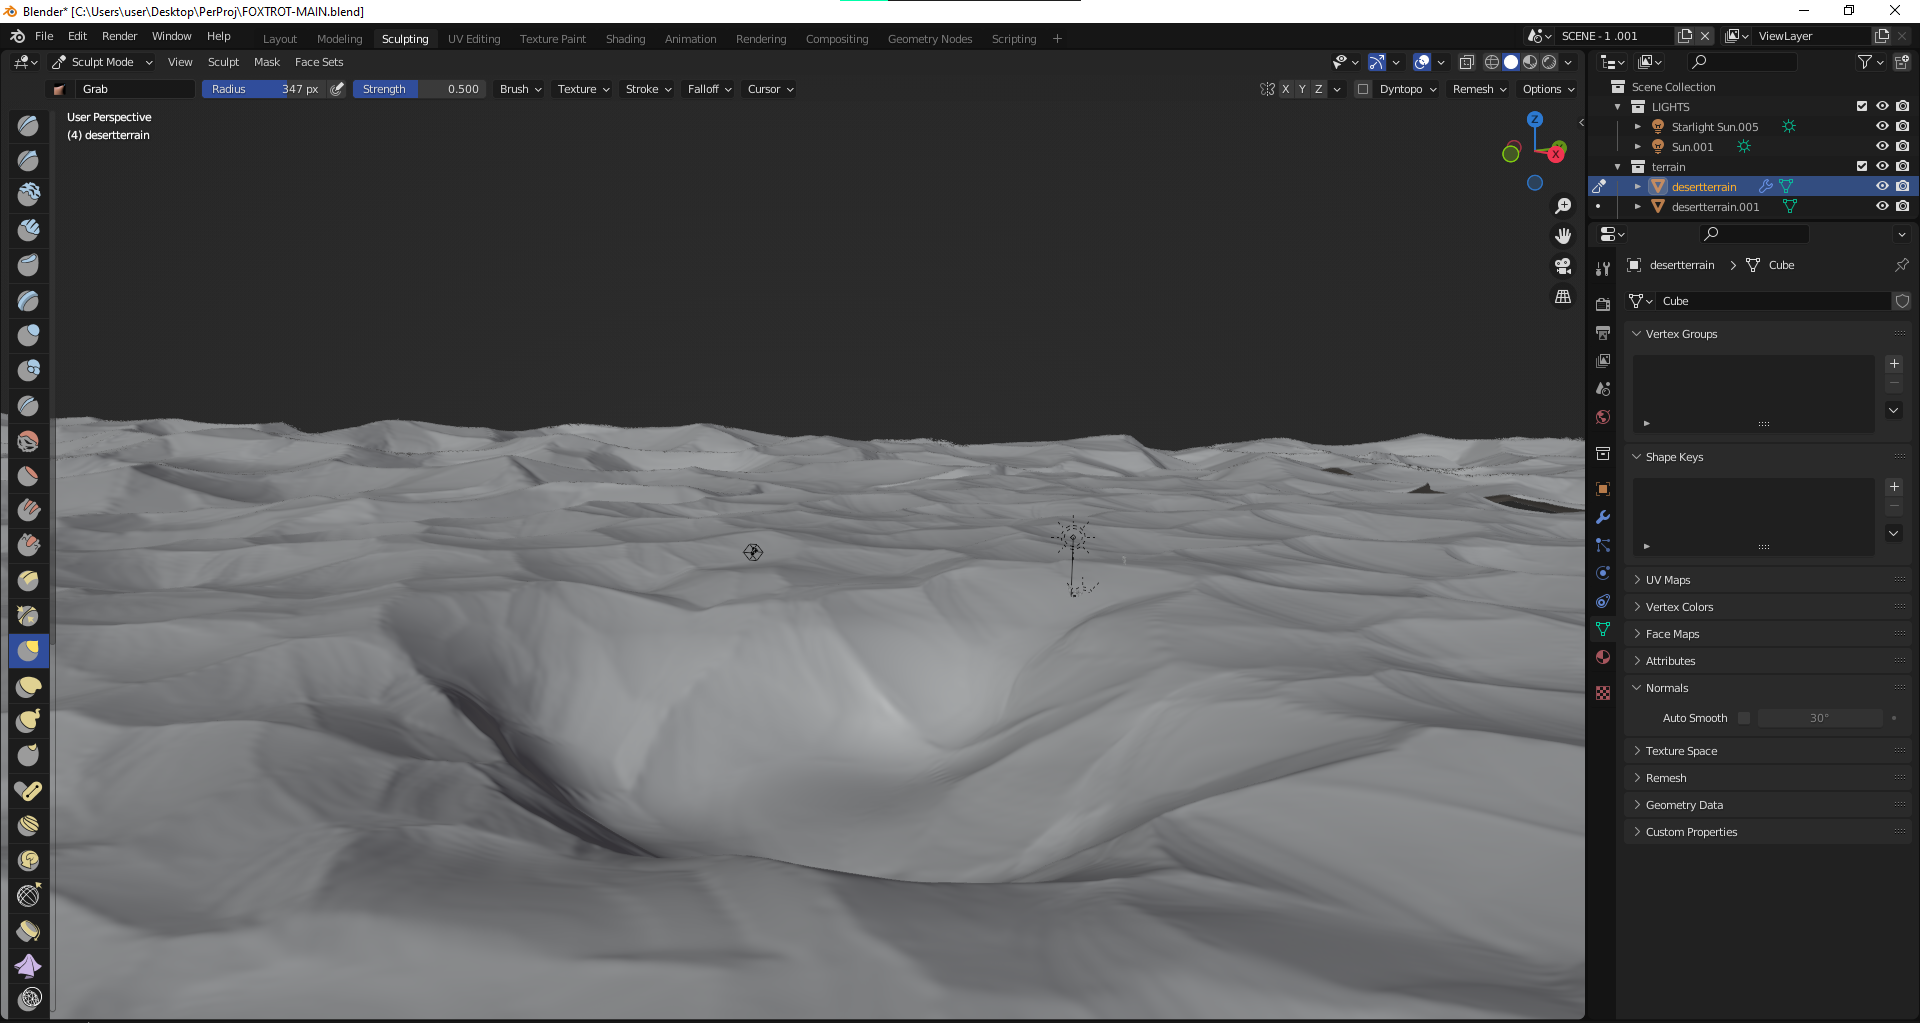 Blender* [C:\Users\user\Desktop\PerProj\FOXTROT-MAIN.blend]
File Edit Render Window Help Layout Modeling Sculpting UV Editing Texture Paint Shading Animation Rendering Compositing Geometry Nodes Scripting + SCENE - 1 .001 ViewLayer
Sculpt Mode View Sculpt Mask Face Sets
Grab Radius 347 px Strength 0.500 Brush Texture Stroke Falloff Cursor X Y Z Dyntopo Remesh Options
User Perspective
(4) desertterrain
Z
Y
X
Scene Collection
LIGHTS
Starlight Sun.005
Sun.001
terrain
desertterrain
desertterrain.001
desertterrain > Cube
Cube
Vertex Groups
Shape Keys
UV Maps
Vertex Colors
Face Maps
Attributes
Normals
Auto Smooth 30°
Texture Space
Remesh
Geometry Data
Custom Properties